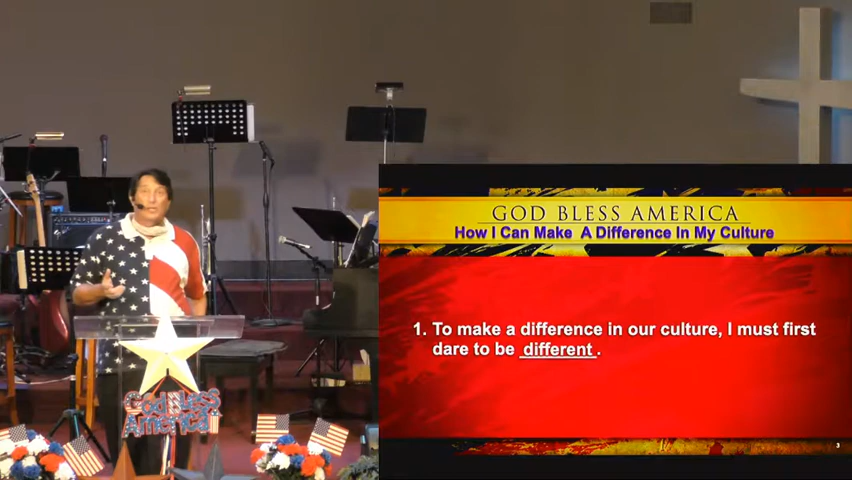 GOD BLESS AMERICA
How I Can Make A Difference In My Culture
1. To make a difference in our culture, I must first
dare to be different.
3
God Bless
America